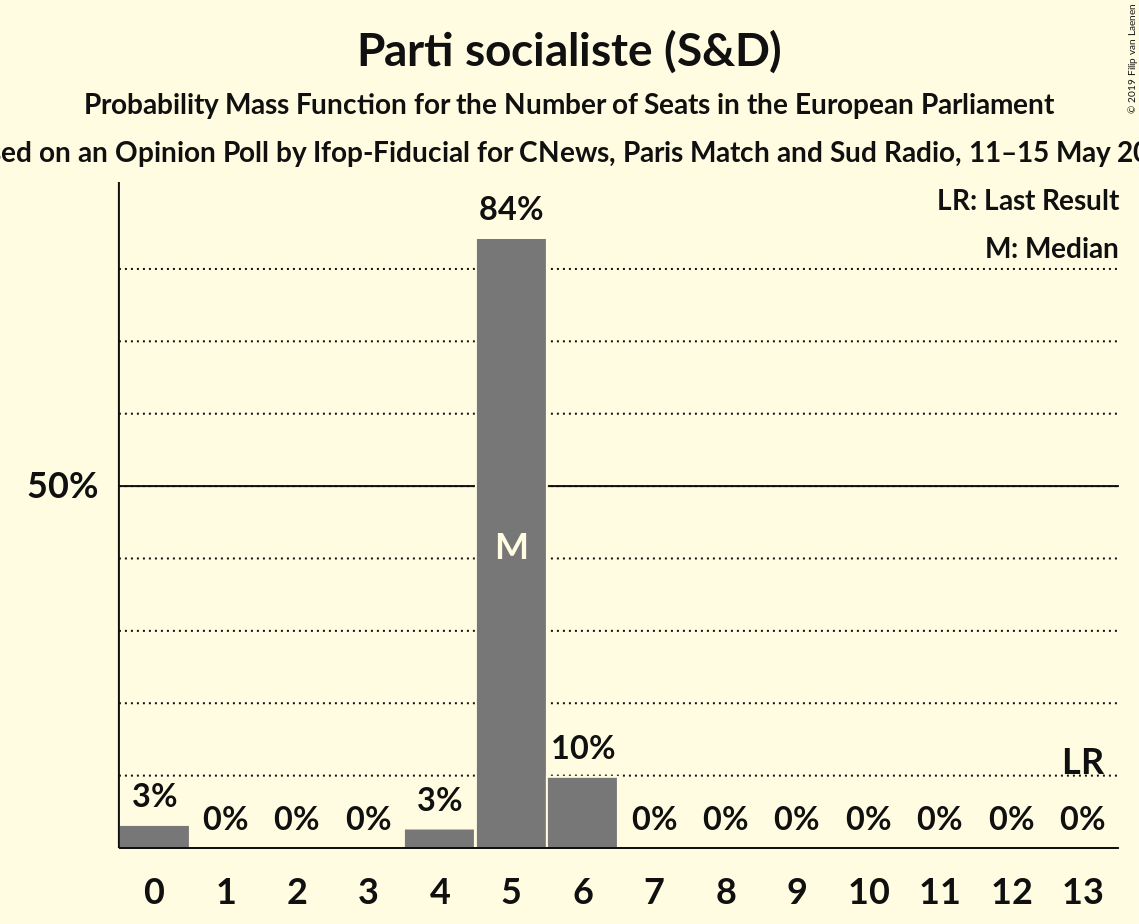 Parti socialiste (S&D)
Probability Mass Function for the Number of Seats in the European Parliament
on an Opinion Poll by Ifop-Fiducial for CNews, Paris Match and Sud Radio, 11–15 May
© 2019 Filip van Laenen
LR: Last Result
M: Median
84%
50%
M
10%
LR
3% 0% 0% 0% 3% 0% 0% 0% 0% 0% 0% 0%
0 1 2 3 4 5 6 7 8 9 10 11 12 13